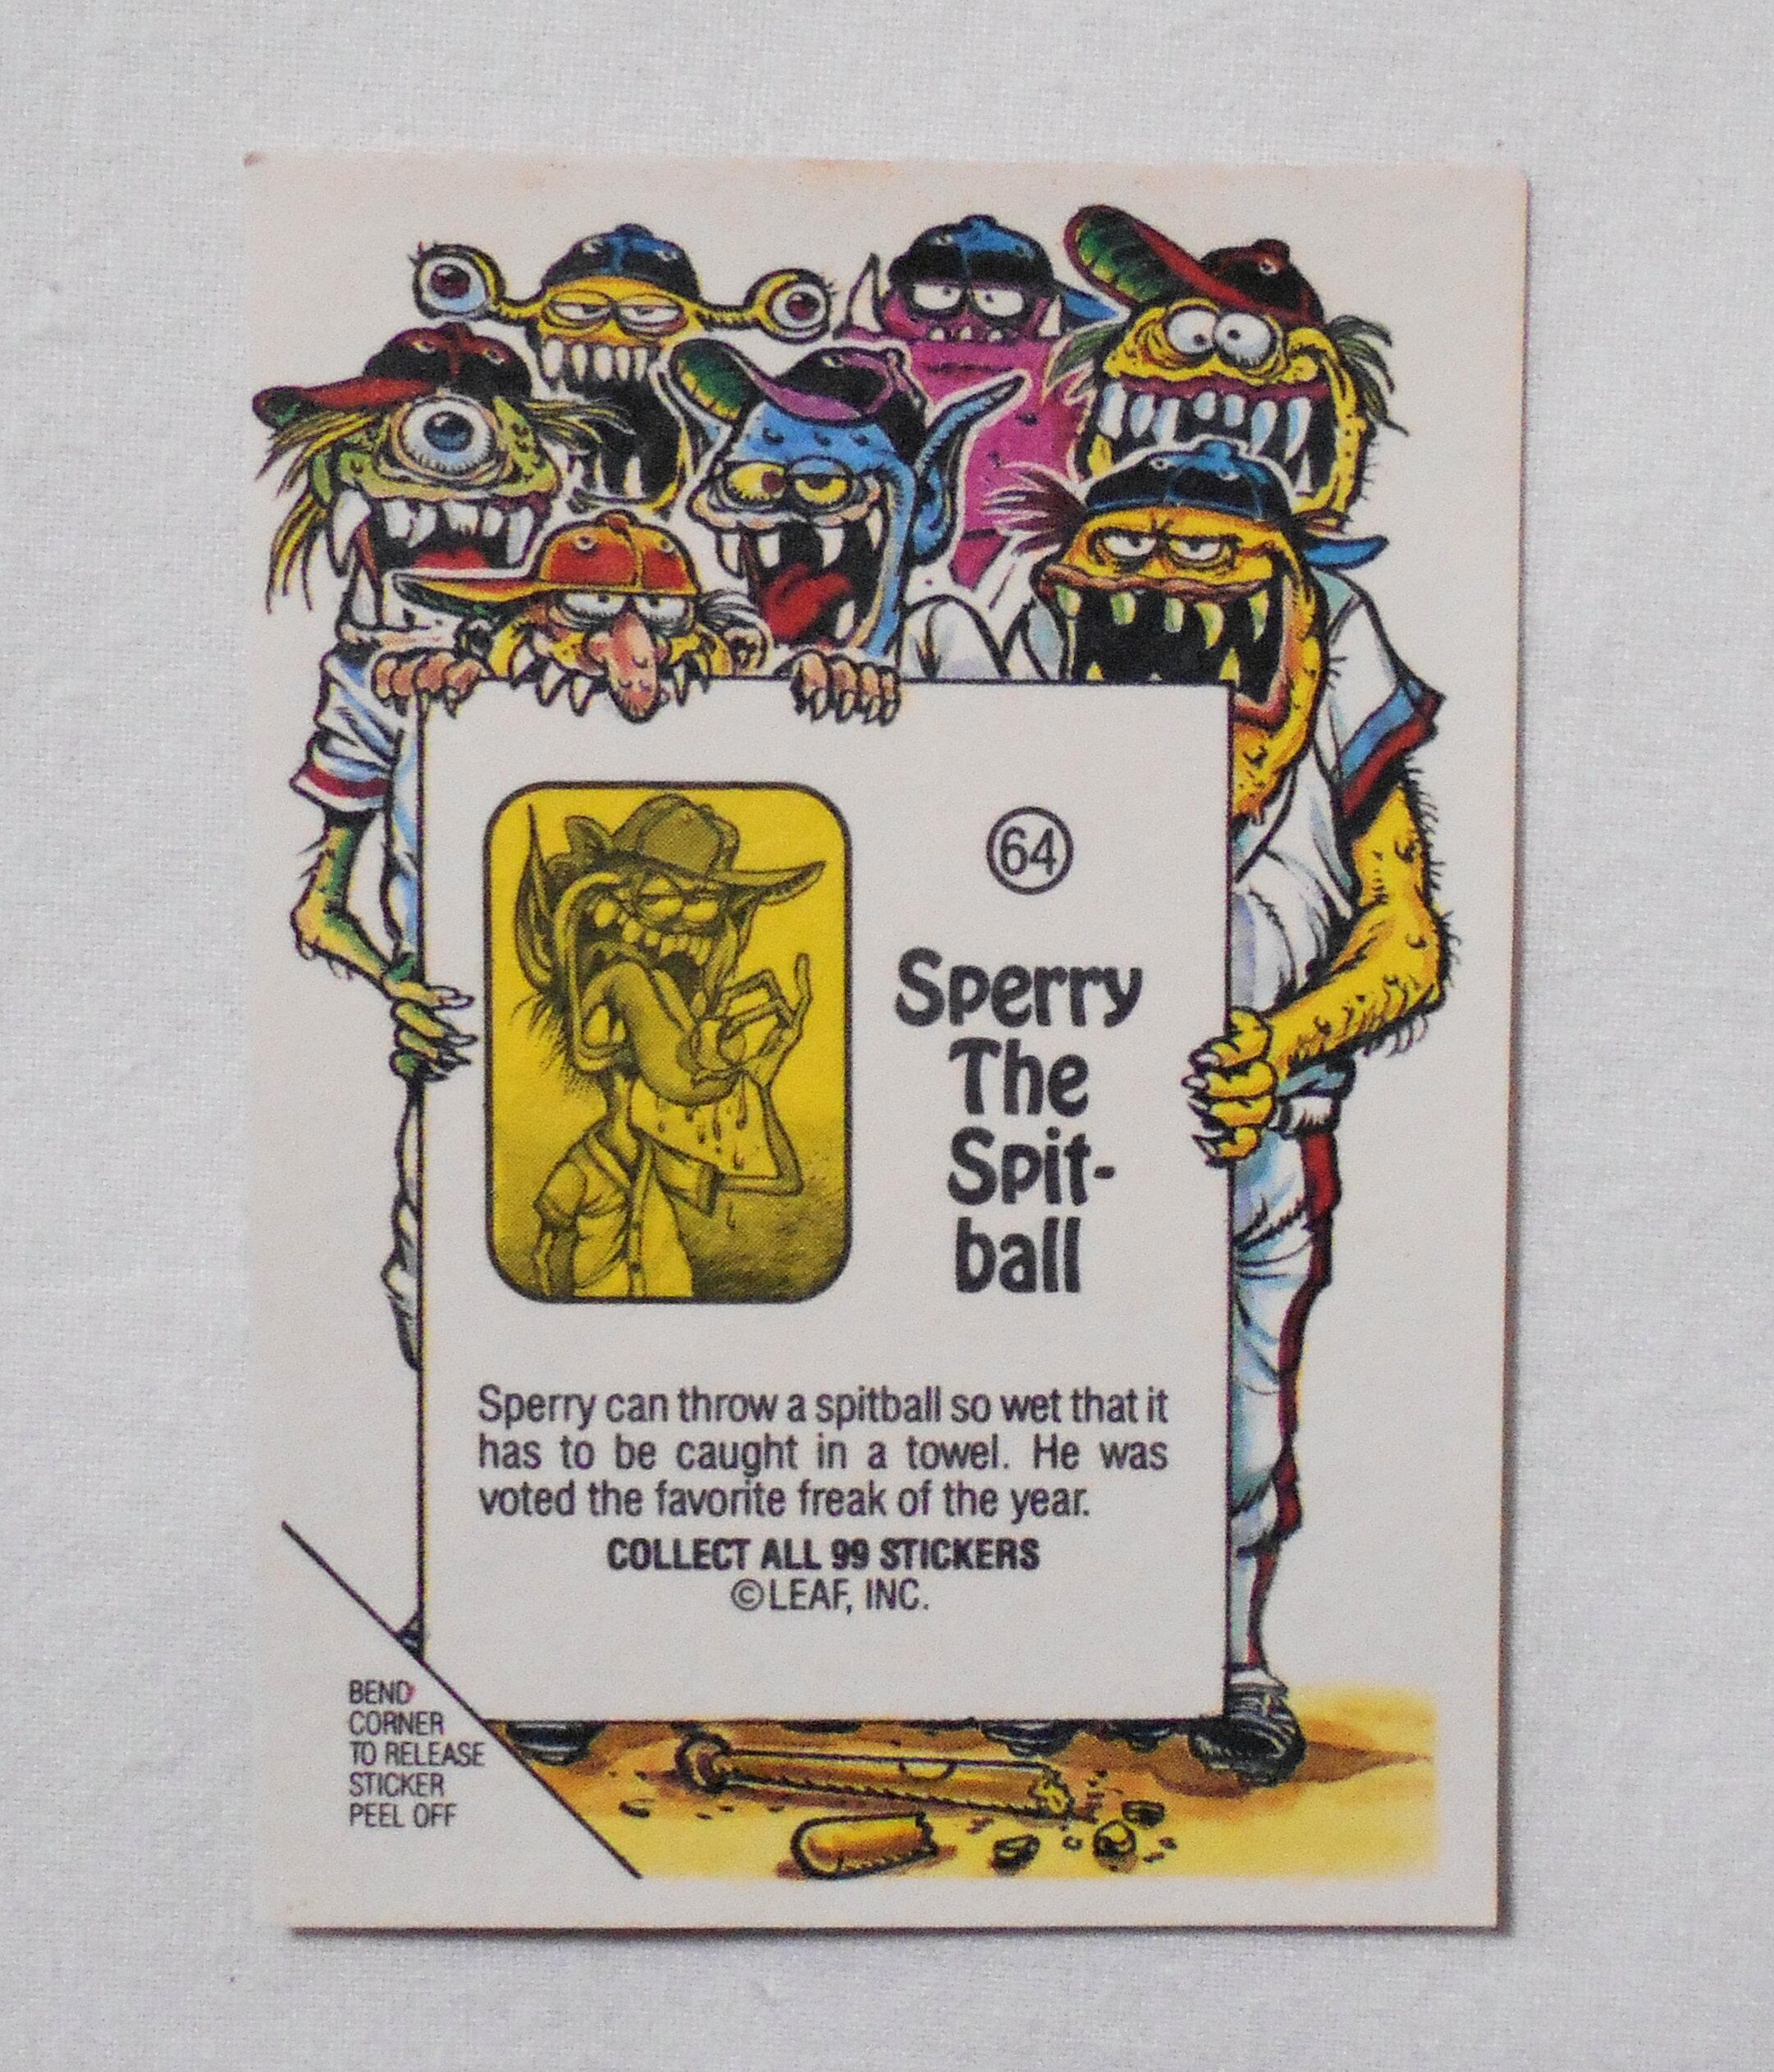 64
Sperry
The
Spit-
ball
Sperry can throw a spitball so wet that it
has to be caught in a towel. He was
voted the favorite freak of the year.
COLLECT ALL 99 STICKERS
©LEAF, INC.
BEND
CORNER
TO RELEASE
STICKER
PEEL OFF